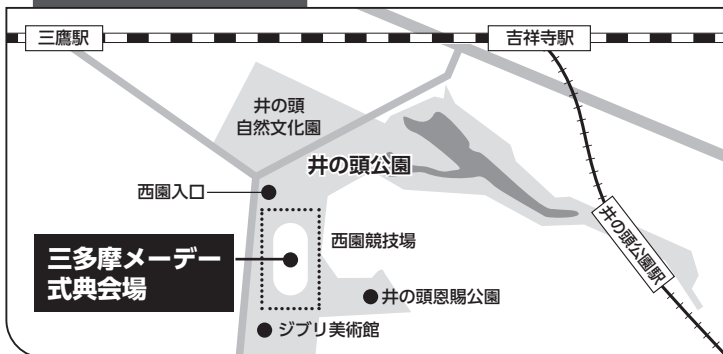 三鷹駅
吉祥寺駅
井の頭
自然文化園
井の頭公園
西園入口
井の頭公園駅
西園競技場
三多摩メーデー
式典会場
井の頭恩賜公園
ジブリ美術館